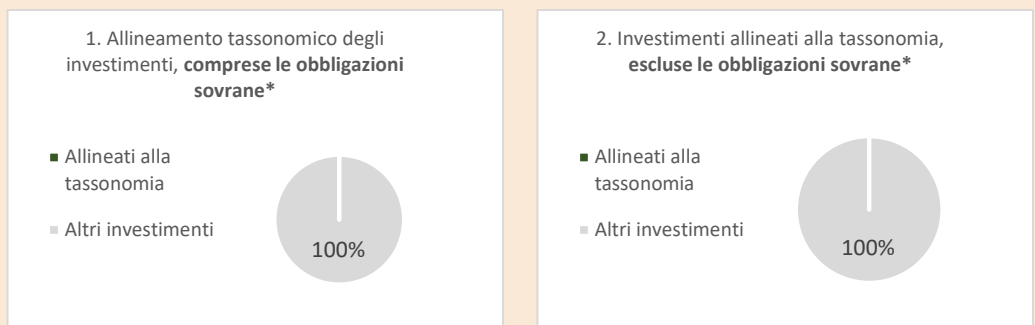 1. Allineamento tassonomico degli
investimenti, comprese le obbligazioni
sovrane*
Allineati alla
tassonomia
Altri investimenti
100%
2. Investimenti allineati alla tassonomia,
escluse le obbligazioni sovrane*
Allineati alla
tassonomia
Altri investimenti
100%